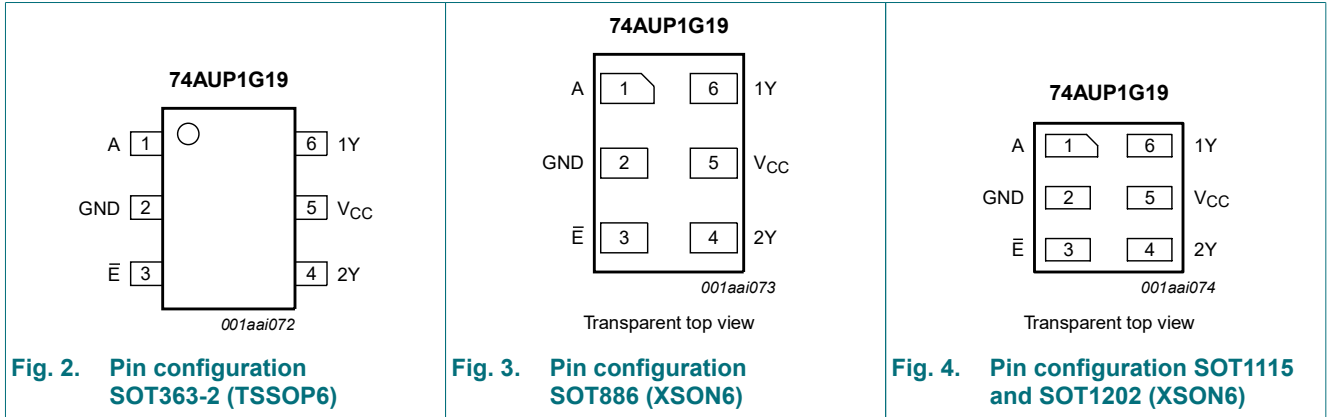 74AUP1G19
A 1 6 1Y
GND 2 5 VCC
E̅ 3 4 2Y
001aai072
Fig. 2. Pin configuration
SOT363-2 (TSSOP6)
74AUP1G19
A 1 6 1Y
GND 2 5 VCC
E̅ 3 4 2Y
001aai073
Transparent top view
Fig. 3. Pin configuration
SOT886 (XSON6)
74AUP1G19
A 1 6 1Y
GND 2 5 VCC
E̅ 3 4 2Y
001aai074
Transparent top view
Fig. 4. Pin configuration SOT1115
and SOT1202 (XSON6)